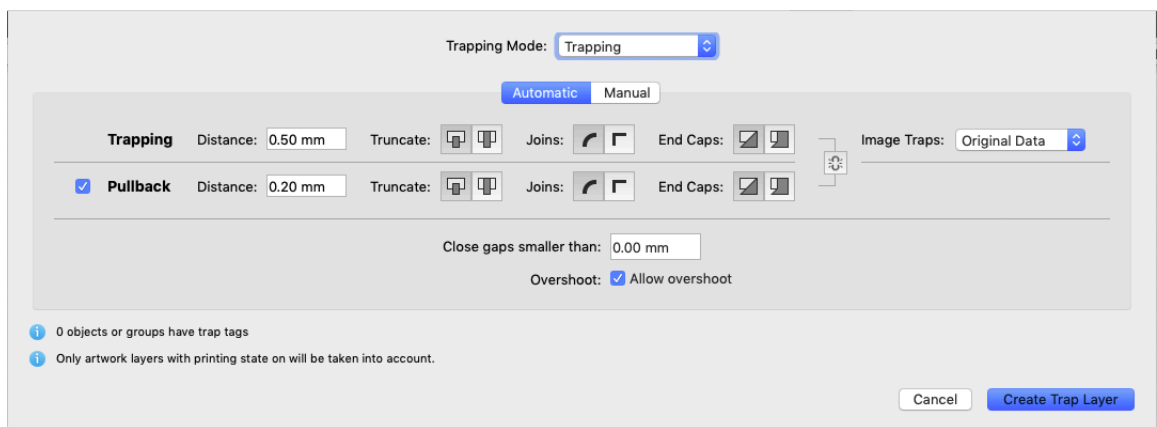 Trapping Mode: Trapping
Automatic Manual
Trapping Distance: 0.50 mm Truncate: Joins: End Caps: Image Traps: Original Data
Pullback Distance: 0.20 mm Truncate: Joins: End Caps:
Close gaps smaller than: 0.00 mm
Overshoot: Allow overshoot
0 objects or groups have trap tags
Only artwork layers with printing state on will be taken into account.
Cancel Create Trap Layer